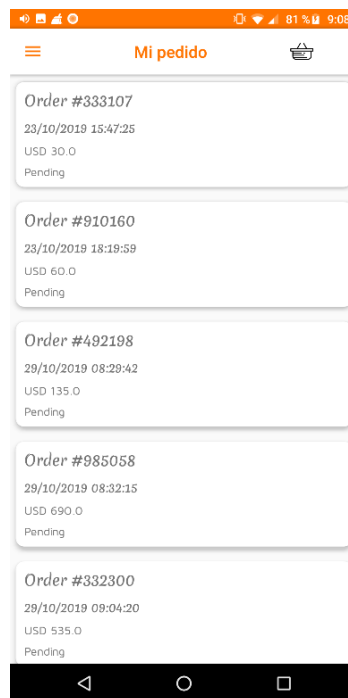 81 % 9:08
Mi pedido
Order #333107
23/10/2019 15:47:25
USD 30.0
Pending
Order #910160
23/10/2019 18:19:59
USD 60.0
Pending
Order #492198
29/10/2019 08:29:42
USD 135.0
Pending
Order #985058
29/10/2019 08:32:15
USD 690.0
Pending
Order #332300
29/10/2019 09:04:20
USD 535.0
Pending